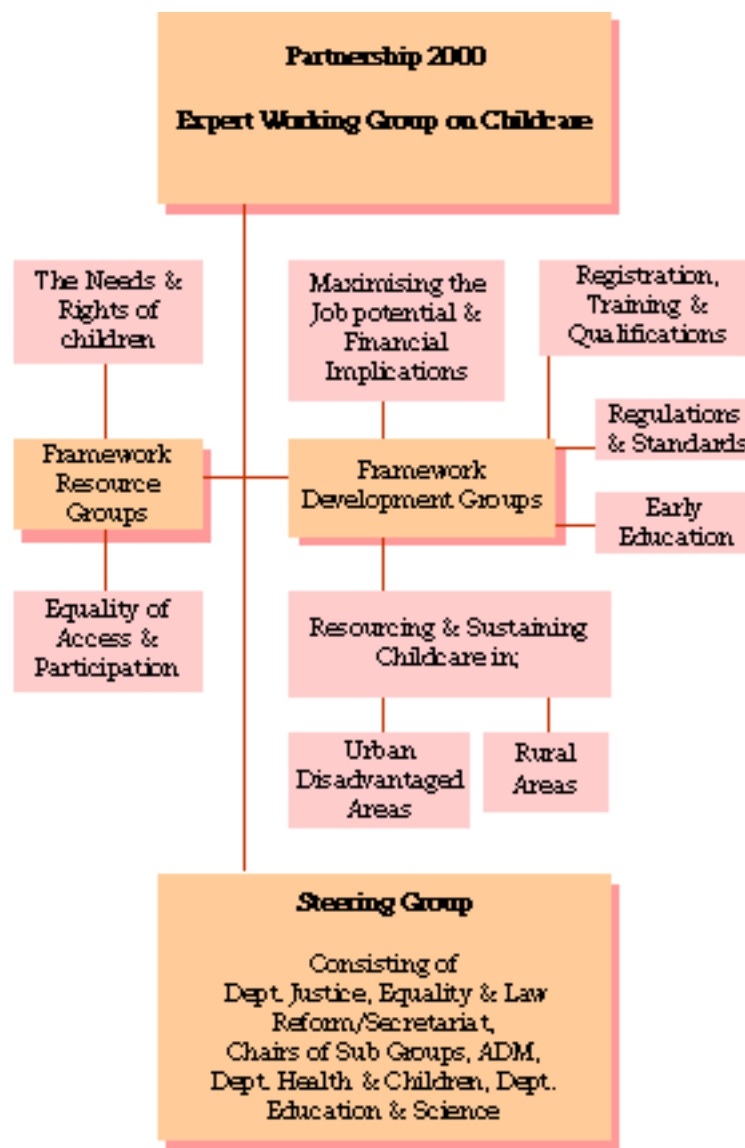 Partnership 2000
Expert Working Group on Childcare
The Needs &
Rights of
children
Maximising the
Job potential &
Financial
Implications
Registration,
Training &
Qualifications
Regulations
& Standards
Framework
Resource
Groups
Framework
Development Groups
Early
Education
Equality of
Access &
Participation
Resourcing & Sustaining
Childcare in;
Urban
Disadvantaged
Areas
Rural
Areas
Steering Group
Consisting of
Dept. Justice, Equality & Law
Reform/Secretariat,
Chairs of Sub Groups, ADM,
Dept. Health & Children, Dept.
Education & Science